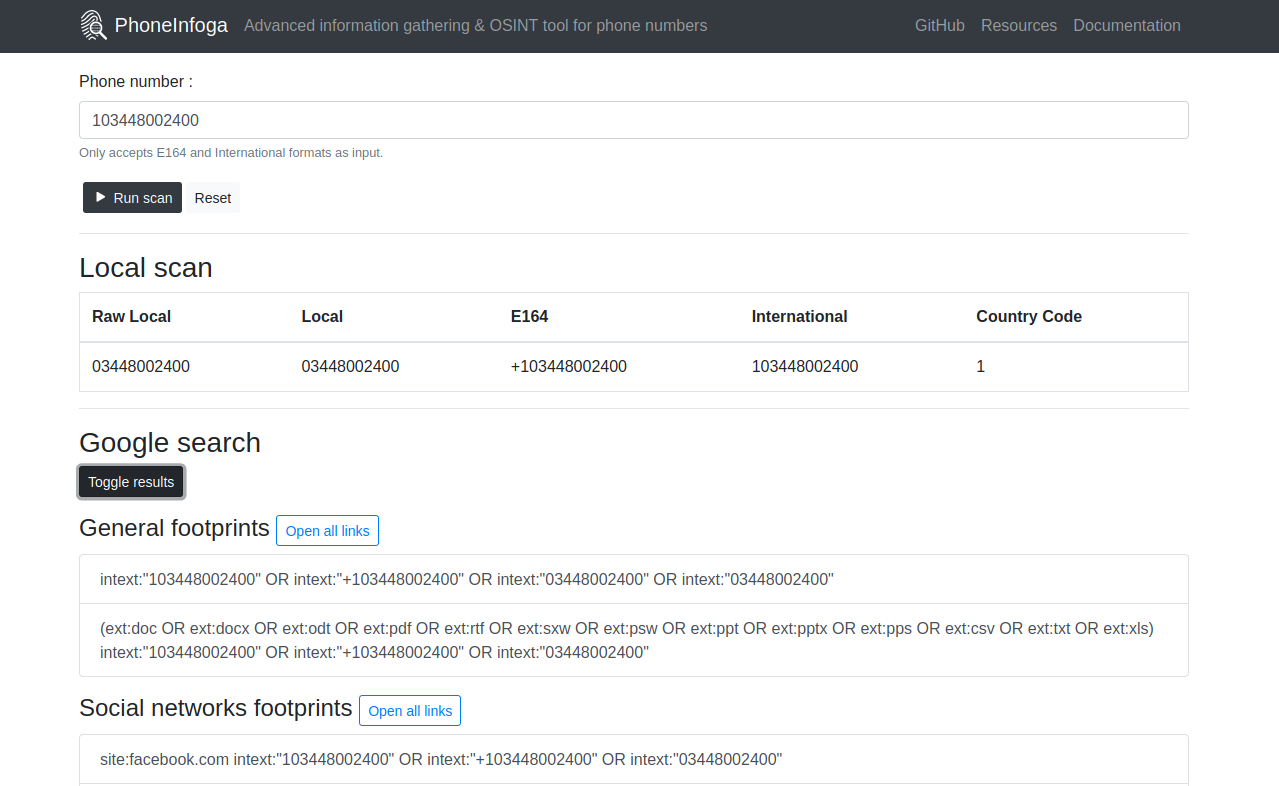 PhoneInfoga Advanced information gathering & OSINT tool for phone numbers GitHub Resources Documentation
Phone number :
103448002400
Only accepts E164 and International formats as input.
Run scan Reset
Local scan
Raw Local Local E164 International Country Code
03448002400 03448002400 +103448002400 103448002400 1
Google search
Toggle results
General footprints Open all links
intext:"103448002400" OR intext:"+103448002400" OR intext:"03448002400" OR intext:"03448002400"
(ext:doc OR ext:docx OR ext:odt OR ext:pdf OR ext:rtf OR ext:sxw OR ext:psw OR ext:ppt OR ext:pptx OR ext:pps OR ext:csv OR ext:txt OR ext:xls)
intext:"103448002400" OR intext:"+103448002400" OR intext:"03448002400"
Social networks footprints Open all links
site:facebook.com intext:"103448002400" OR intext:"+103448002400" OR intext:"03448002400"